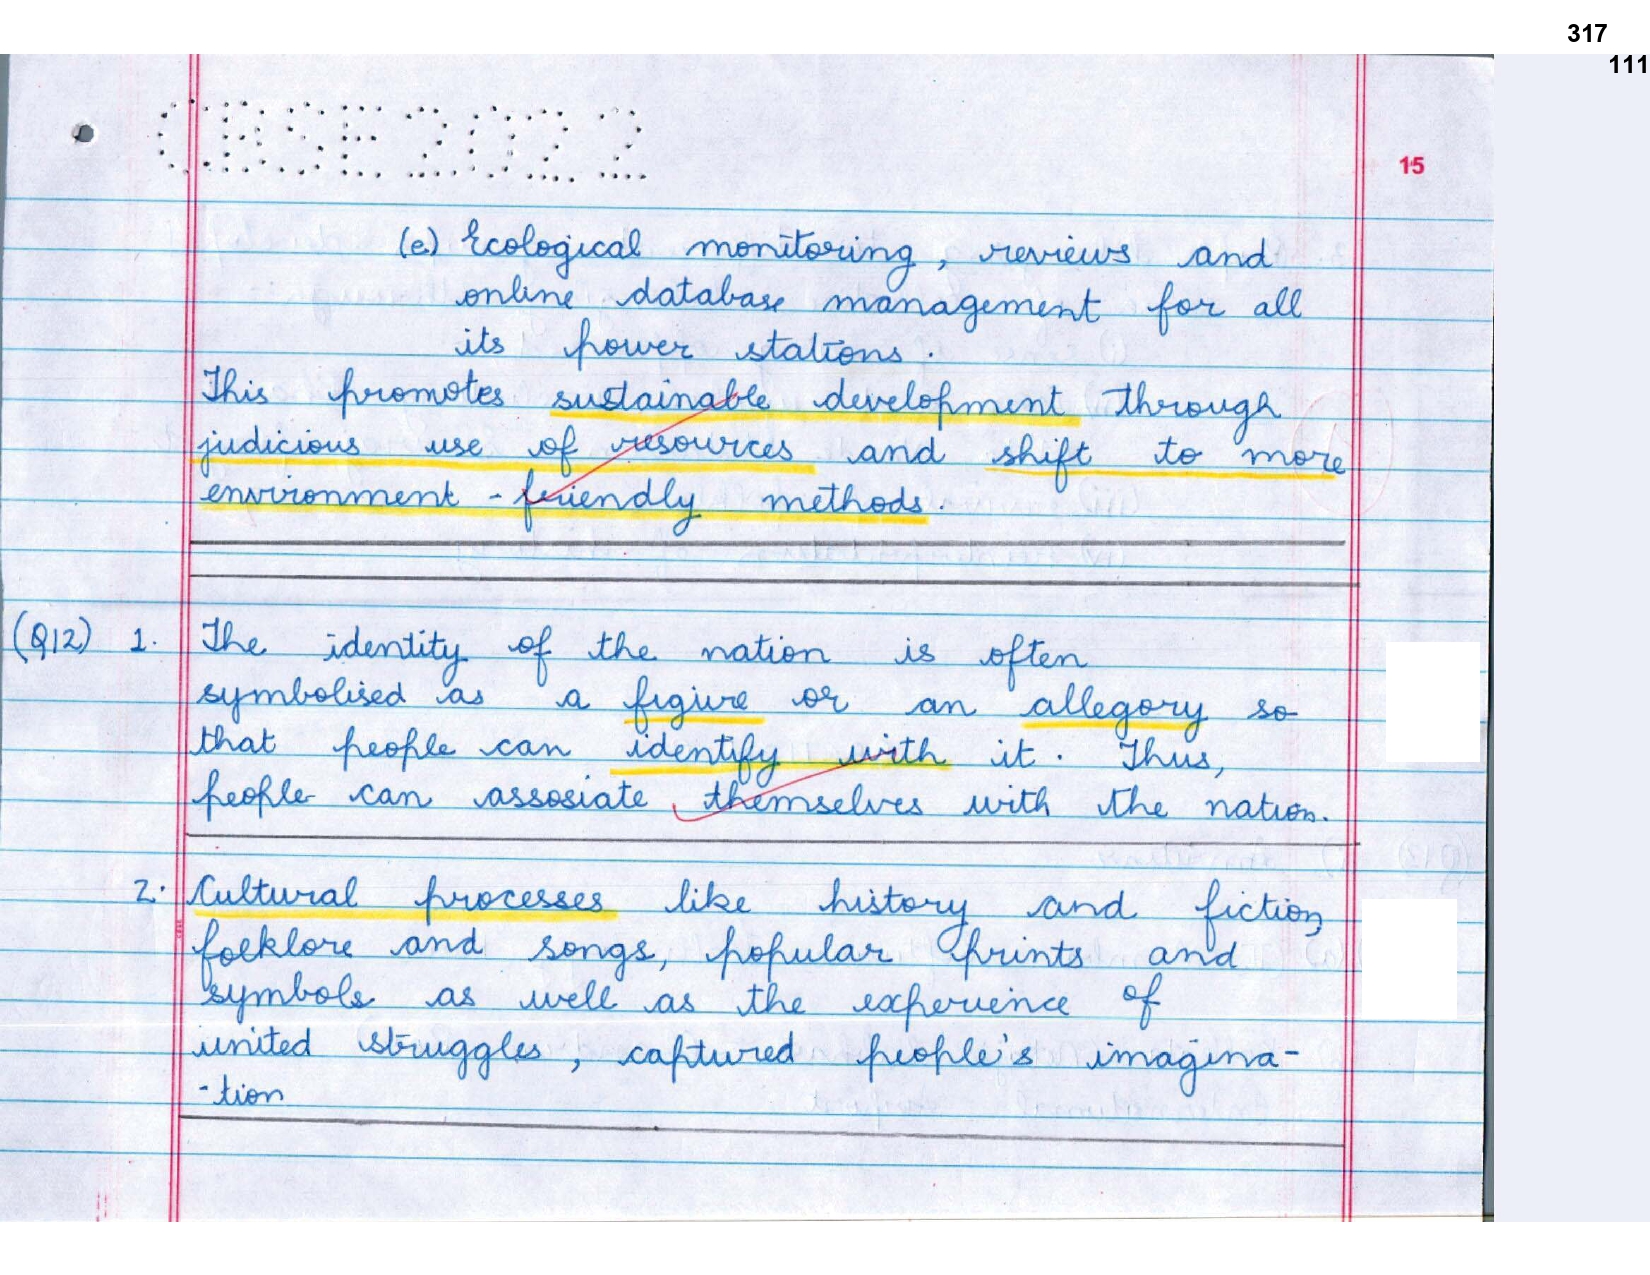 317
111
CBSE 2022
15
(e) Ecological monitoring, reviews and
online database management for all
its power stations.
This promotes sustainable development through
judicious use of resources and shift to more
environment - friendly methods.
(Q12) 1. The identity of the nation is often
symbolised as a figure or an allegory so
that people can identify with it. Thus,
people can assosiate themselves with the nation.
2. Cultural processes like history and fiction,
folklore and songs, popular prints and
symbols as well as the experience of
united struggles, captured people's imagina-
-tion